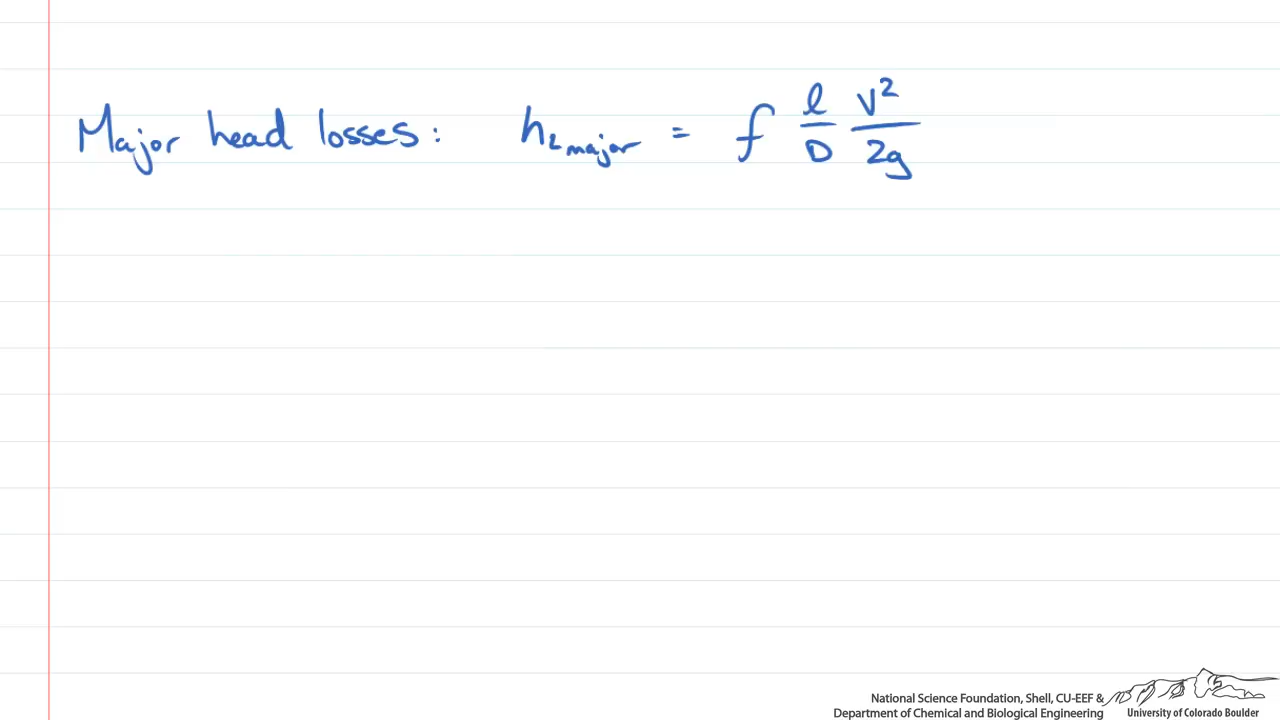 Major head losses: h_L major = f l/D V²/2g
National Science Foundation, Shell, CU-EEF &
Department of Chemical and Biological Engineering
University of Colorado Boulder